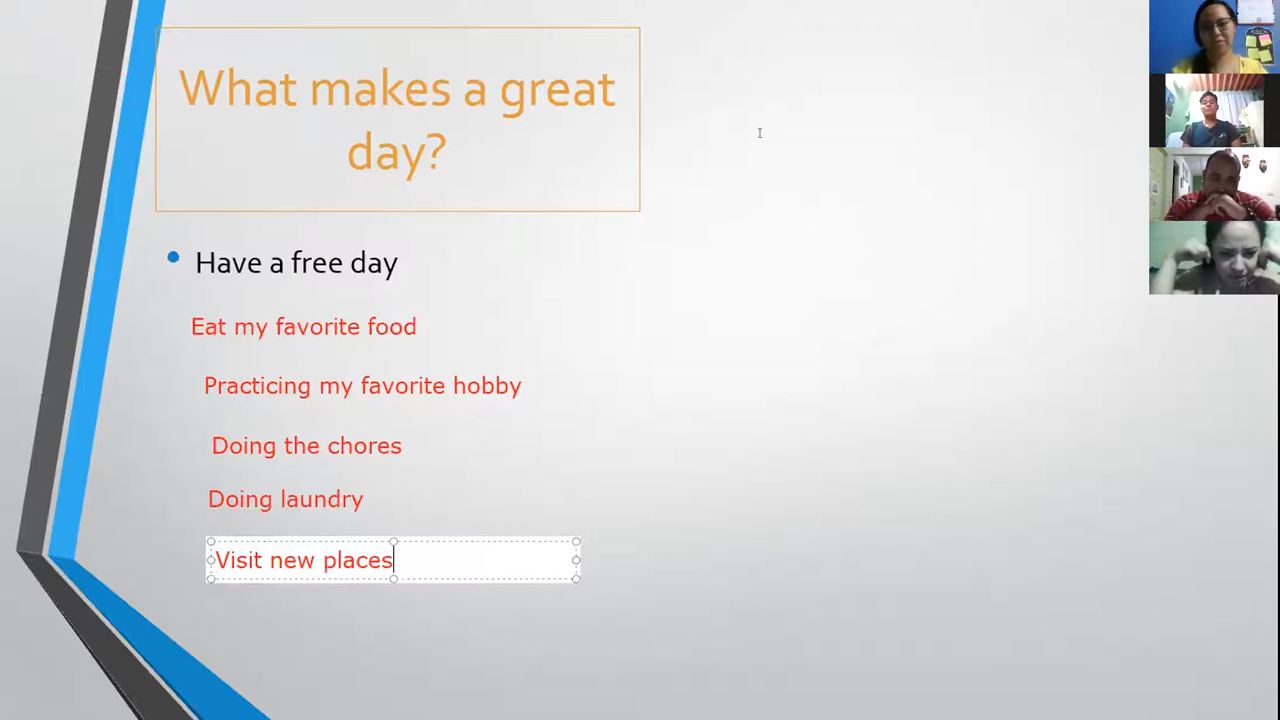 What makes a great
day?
Have a free day
Eat my favorite food
Practicing my favorite hobby
Doing the chores
Doing laundry
Visit new places